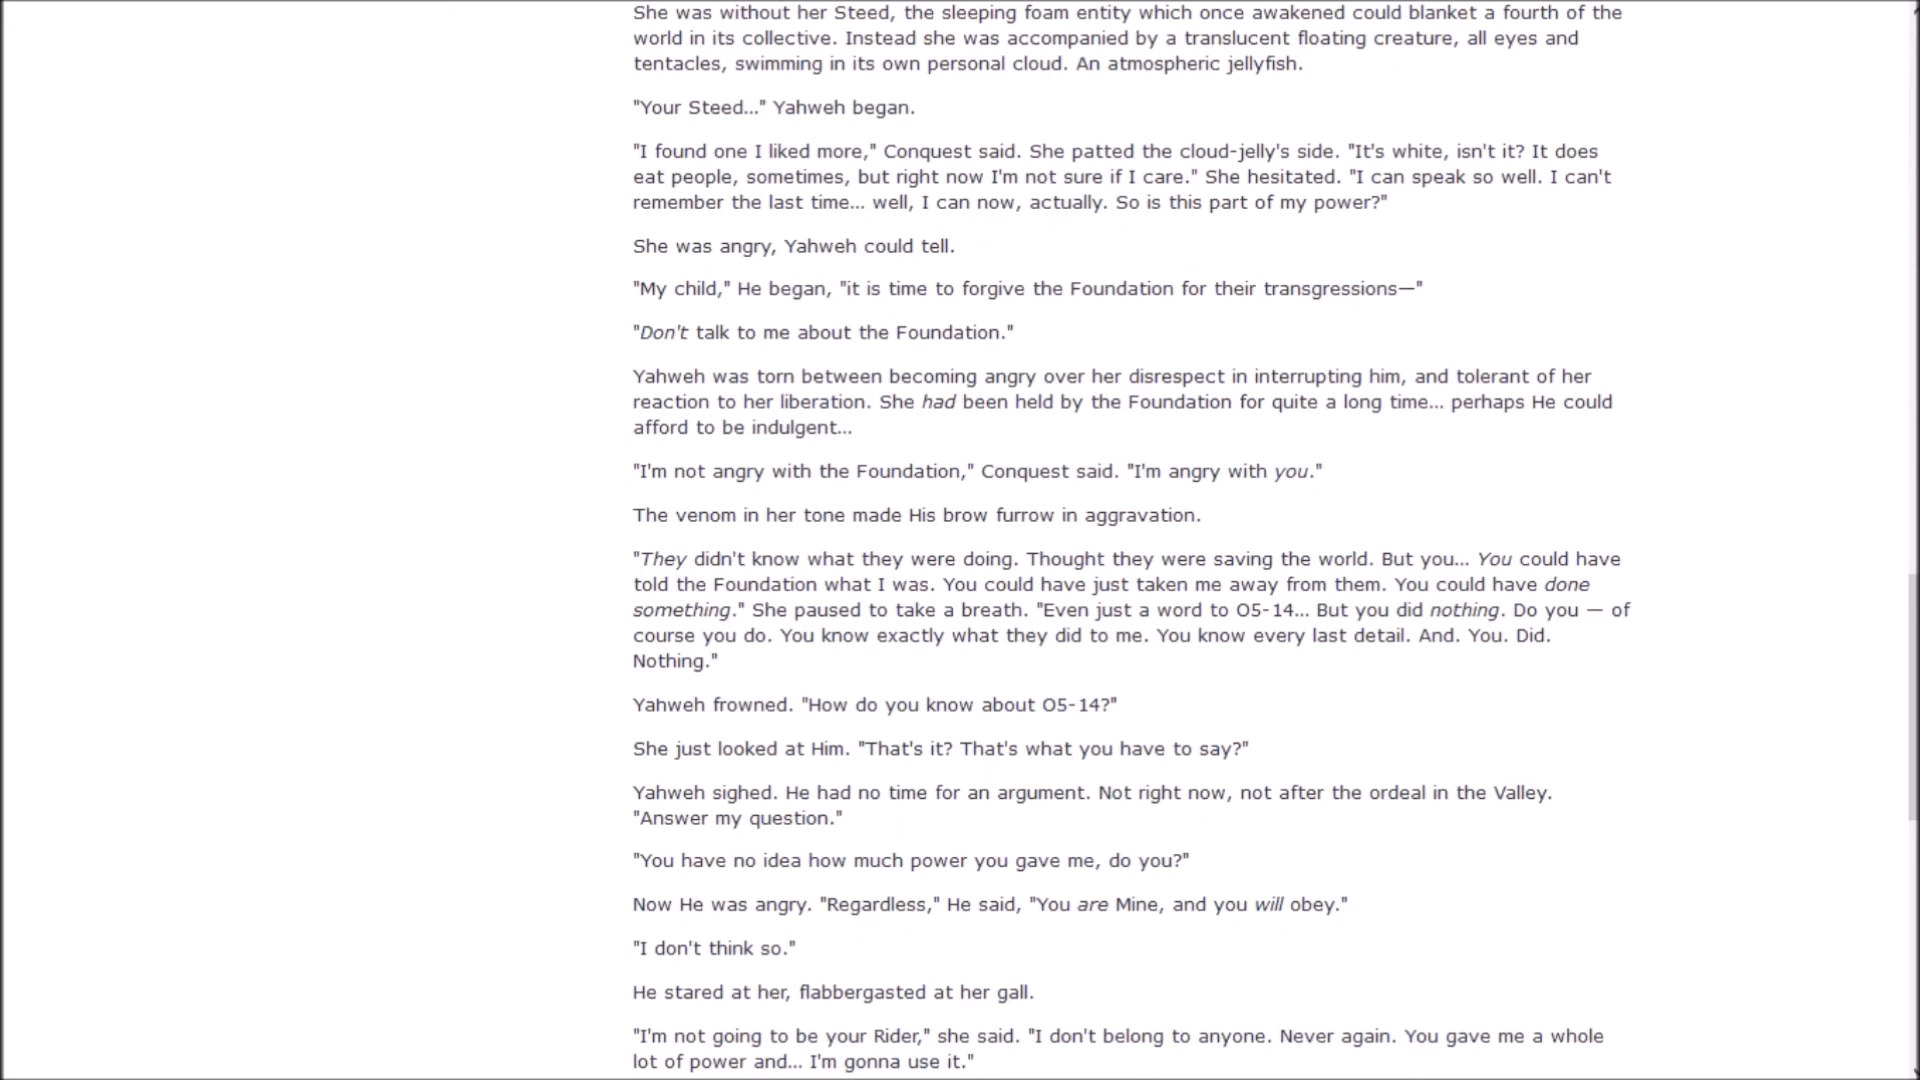 She was without her Steed, the sleeping foam entity which once awakened could blanket a fourth of the
world in its collective. Instead she was accompanied by a translucent floating creature, all eyes and
tentacles, swimming in its own personal cloud. An atmospheric jellyfish.
"Your Steed..." Yahweh began.
"I found one I liked more," Conquest said. She patted the cloud-jelly's side. "It's white, isn't it? It does
eat people, sometimes, but right now I'm not sure if I care." She hesitated. "I can speak so well. I can't
remember the last time... well, I can now, actually. So is this part of my power?"
She was angry, Yahweh could tell.
"My child," He began, "it is time to forgive the Foundation for their transgressions—"
"Don't talk to me about the Foundation."
Yahweh was torn between becoming angry over her disrespect in interrupting him, and tolerant of her
reaction to her liberation. She had been held by the Foundation for quite a long time... perhaps He could
afford to be indulgent...
"I'm not angry with the Foundation," Conquest said. "I'm angry with you."
The venom in her tone made His brow furrow in aggravation.
"They didn't know what they were doing. Thought they were saving the world. But you... You could have
told the Foundation what I was. You could have just taken me away from them. You could have done
something." She paused to take a breath. "Even just a word to O5-14... But you did nothing. Do you — of
course you do. You know exactly what they did to me. You know every last detail. And. You. Did.
Nothing."
Yahweh frowned. "How do you know about O5-14?"
She just looked at Him. "That's it? That's what you have to say?"
Yahweh sighed. He had no time for an argument. Not right now, not after the ordeal in the Valley.
"Answer my question."
"You have no idea how much power you gave me, do you?"
Now He was angry. "Regardless," He said, "You are Mine, and you will obey."
"I don't think so."
He stared at her, flabbergasted at her gall.
"I'm not going to be your Rider," she said. "I don't belong to anyone. Never again. You gave me a whole
lot of power and... I'm gonna use it."